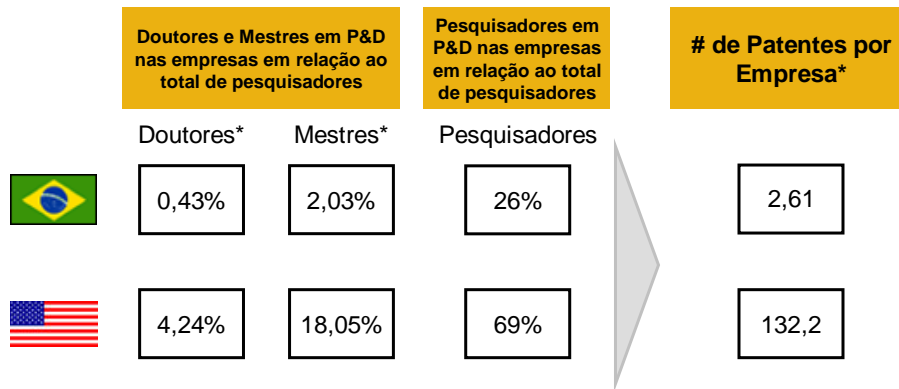 Doutores e Mestres em P&D
nas empresas em relação ao
total de pesquisadores
Pesquisadores em
P&D nas empresas
em relação ao total
de pesquisadores
# de Patentes por
Empresa*
Doutores*
Mestres*
Pesquisadores
0,43%
2,03%
26%
2,61
4,24%
18,05%
69%
132,2